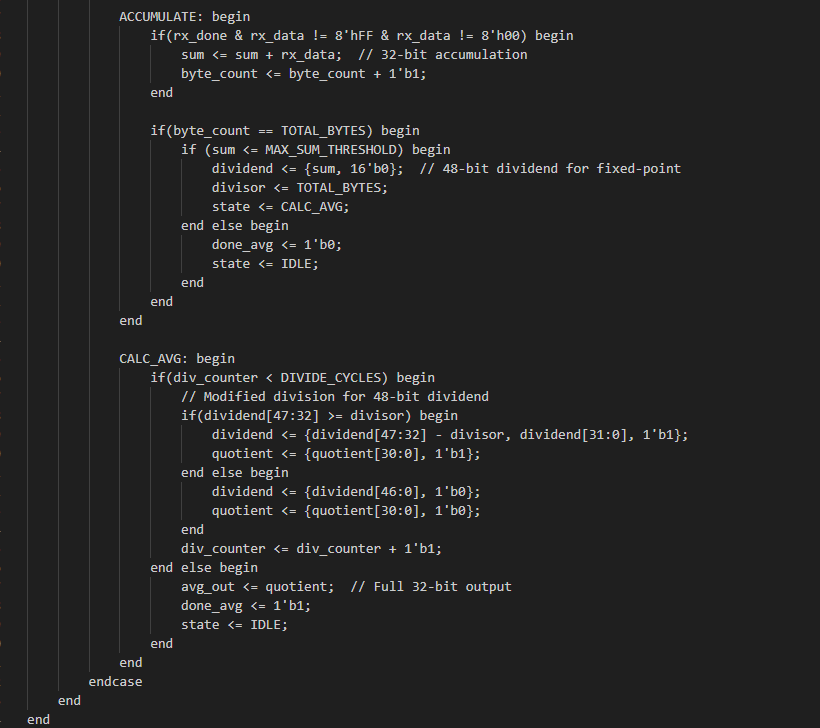 ACCUMULATE: begin
if(rx_done & rx_data != 8'hFF & rx_data != 8'h00) begin
sum <= sum + rx_data;  // 32-bit accumulation
byte_count <= byte_count + 1'b1;
end
if(byte_count == TOTAL_BYTES) begin
if (sum <= MAX_SUM_THRESHOLD) begin
dividend <= {sum, 16'b0};  // 48-bit dividend for fixed-point
divisor <= TOTAL_BYTES;
state <= CALC_AVG;
end else begin
done_avg <= 1'b0;
state <= IDLE;
end
end
end
CALC_AVG: begin
if(div_counter < DIVIDE_CYCLES) begin
// Modified division for 48-bit dividend
if(dividend[47:32] >= divisor) begin
dividend <= {dividend[47:32] - divisor, dividend[31:0], 1'b1};
quotient <= {quotient[30:0], 1'b1};
end else begin
dividend <= {dividend[46:0], 1'b0};
quotient <= {quotient[30:0], 1'b0};
end
div_counter <= div_counter + 1'b1;
end else begin
avg_out <= quotient;  // Full 32-bit output
done_avg <= 1'b1;
state <= IDLE;
end
end
endcase
end
end